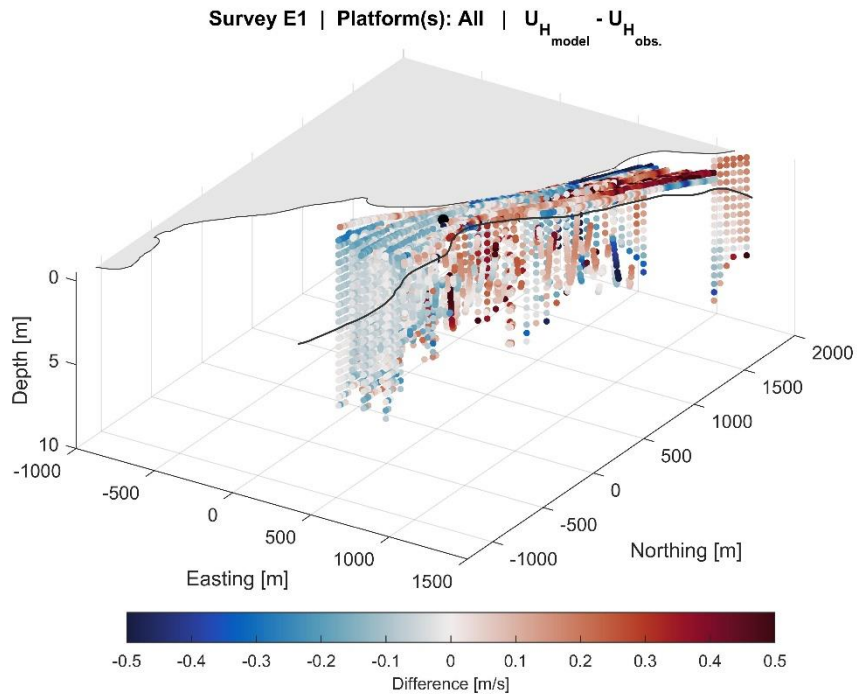 Survey E1 | Platform(s): All | U_H_model - U_H_obs.
0
5
10
Depth [m]
-1000
-500
0
500
1000
1500
Easting [m]
2000
1500
1000
500
0
-500
-1000
Northing [m]
-0.5 -0.4 -0.3 -0.2 -0.1 0 0.1 0.2 0.3 0.4 0.5
Difference [m/s]